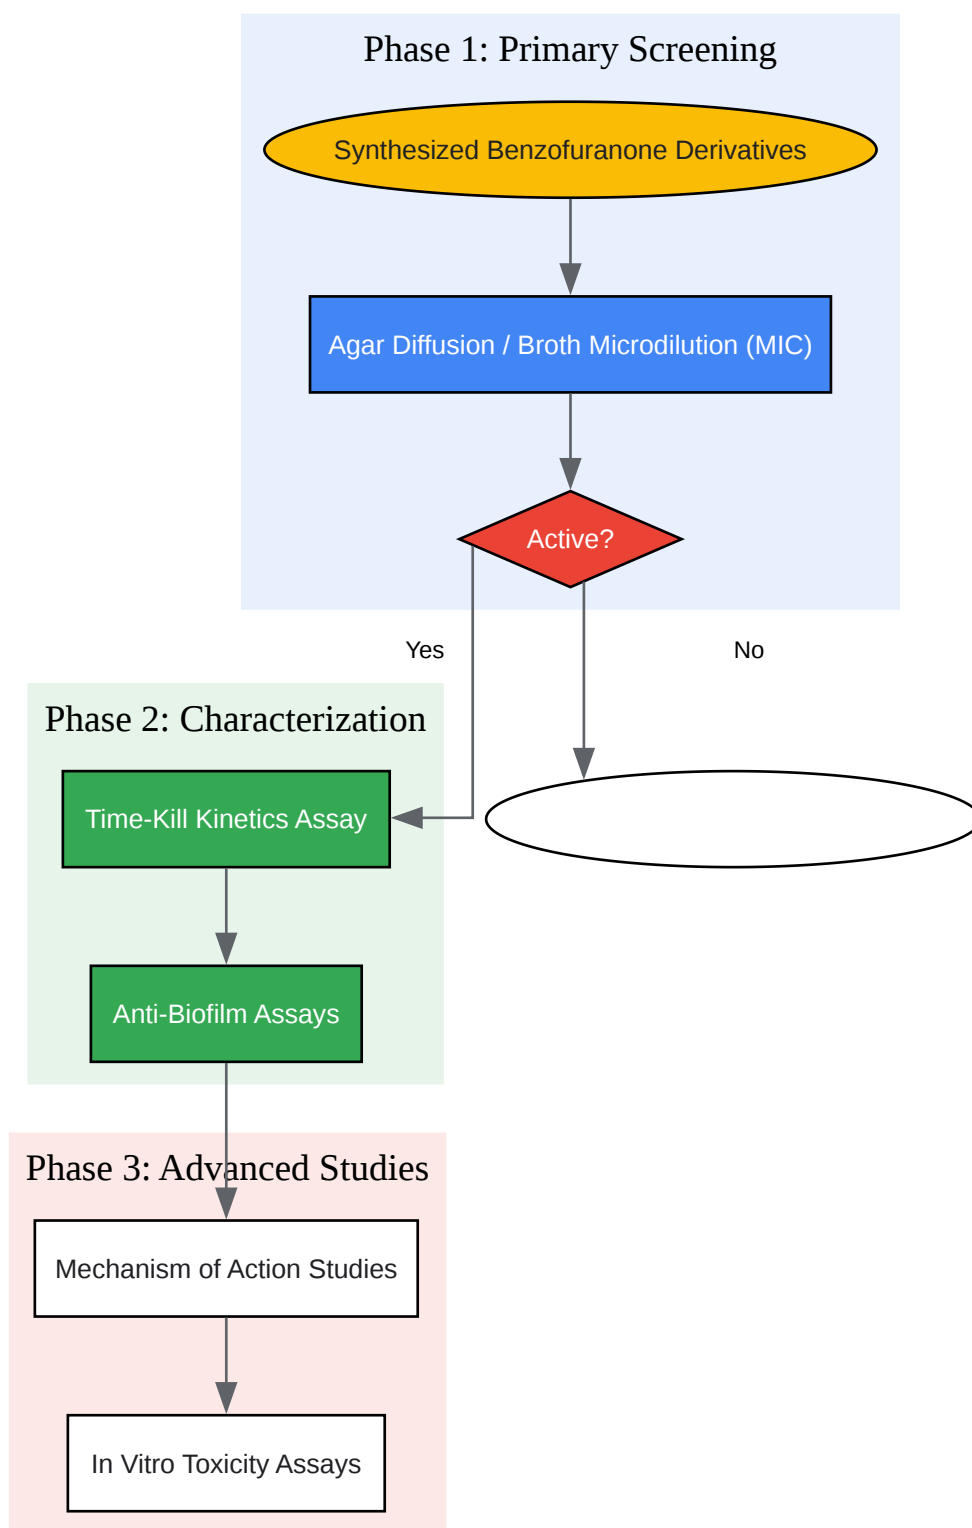 Phase 1: Primary Screening
Synthesized Benzofuranone Derivatives
Agar Diffusion / Broth Microdilution (MIC)
Active?
Yes
No
Phase 2: Characterization
Time-Kill Kinetics Assay
Anti-Biofilm Assays
Phase 3: Advanced Studies
Mechanism of Action Studies
In Vitro Toxicity Assays